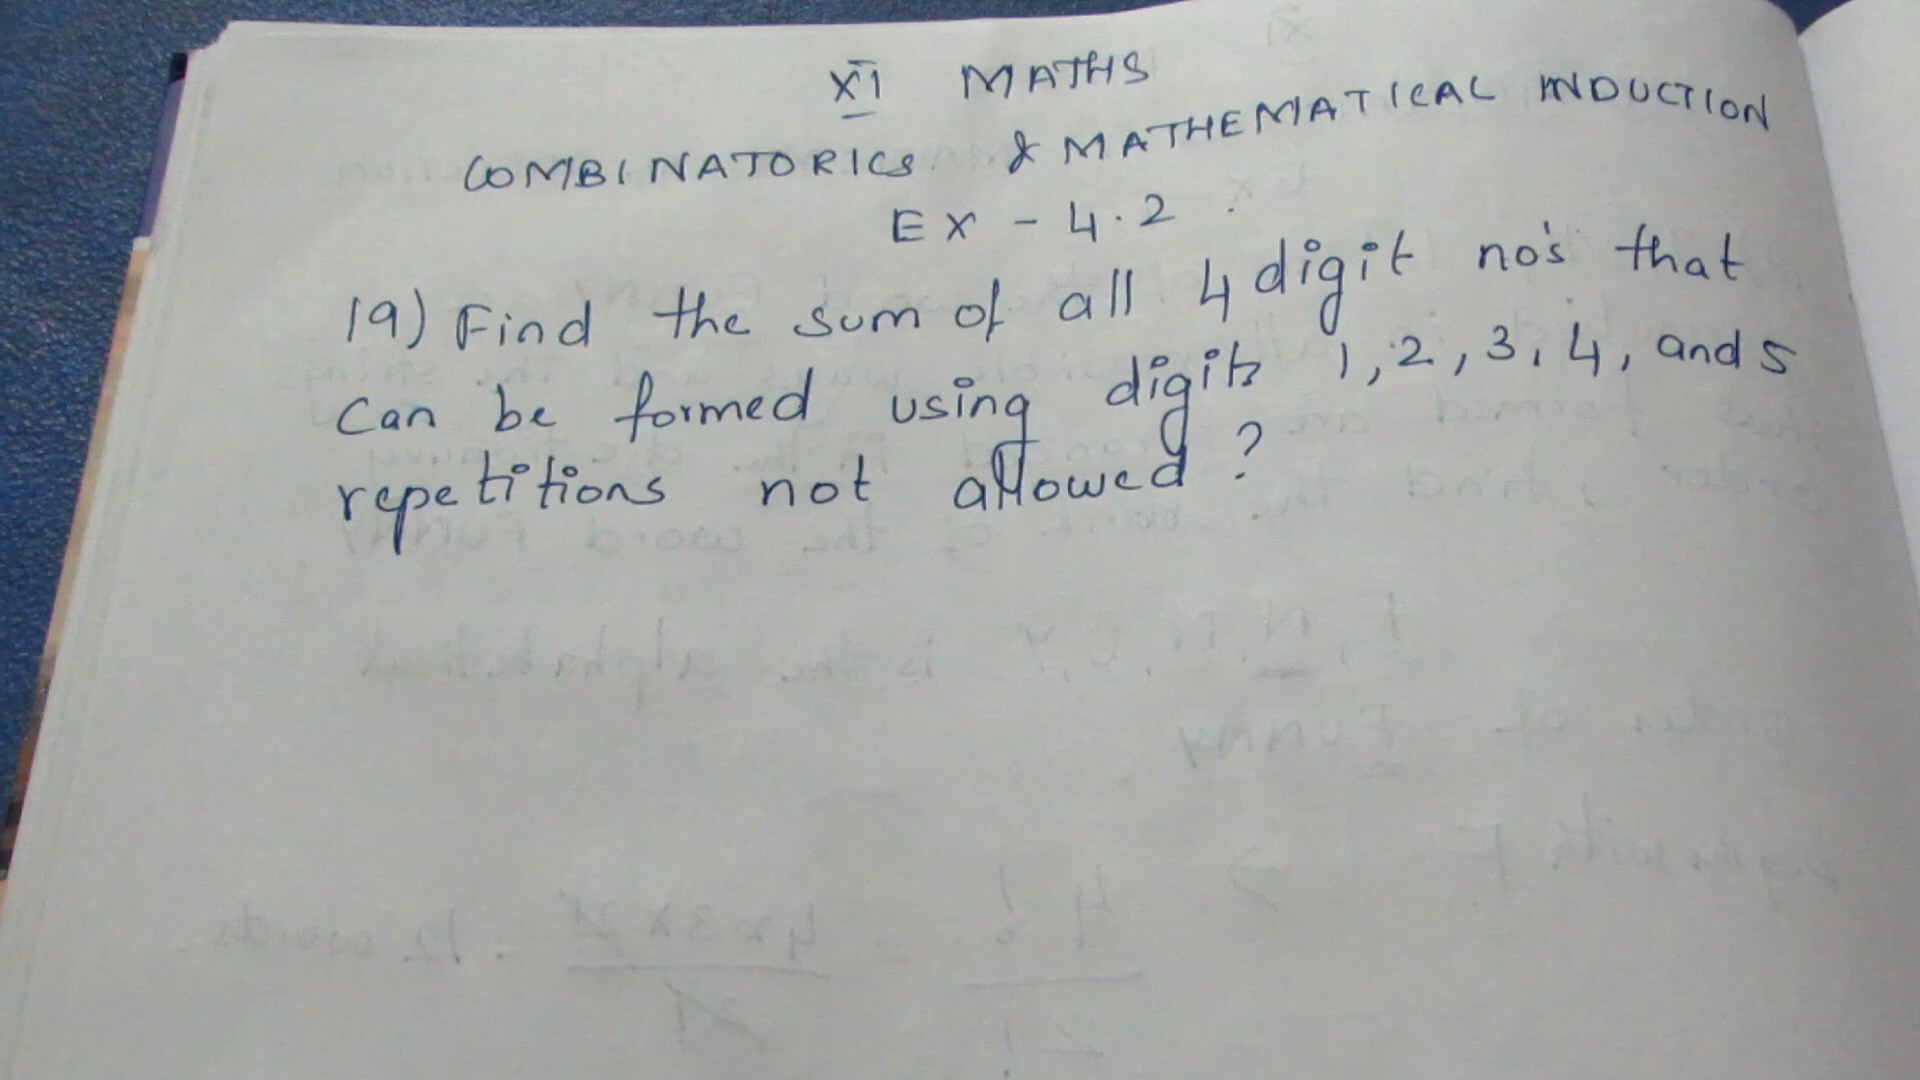 XI MATHS
COMBINATORICS & MATHEMATICAL INDUCTION
EX - 4.2
19) Find the sum of all 4 digit no's that
can be formed using digits 1, 2, 3, 4, and 5
repetitions not allowed ?